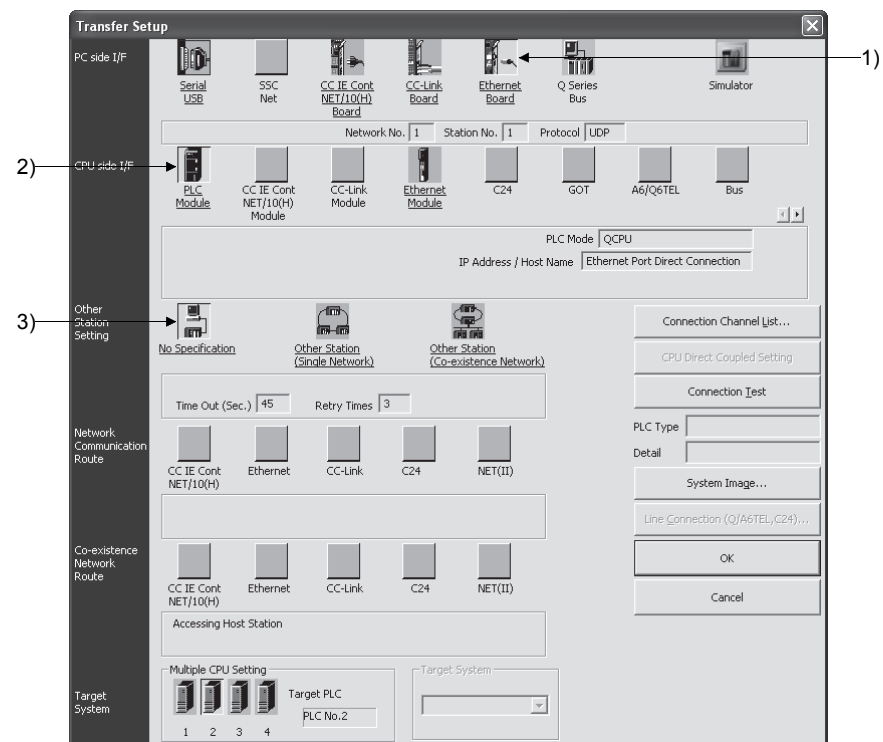 Transfer Setup
PC side I/F
Serial USB
SSC Net
CC IE Cont NET/10(H) Board
CC-Link Board
Ethernet Board
Q Series Bus
Simulator
1)
Network No. 1 Station No. 1 Protocol UDP
2)
CPU side I/F
PLC Module
CC IE Cont NET/10(H) Module
CC-Link Module
Ethernet Module
C24
GOT
A6/Q6TEL
Bus
PLC Mode QCPU
IP Address / Host Name Ethernet Port Direct Connection
3)
Other Station Setting
No Specification
Other Station (Single Network)
Other Station (Co-existence Network)
Time Out (Sec.) 45 Retry Times 3
Connection Channel List...
CPU Direct Coupled Setting
Connection Test
PLC Type
Detail
System Image...
Line Connection (Q/A6TEL,C24)...
OK
Cancel
Network Communication Route
CC IE Cont NET/10(H)
Ethernet
CC-Link
C24
NET(II)
Co-existence Network Route
CC IE Cont NET/10(H)
Ethernet
CC-Link
C24
NET(II)
Accessing Host Station
Target System
Multiple CPU Setting
1 2 3 4
Target PLC
PLC No.2
Target System